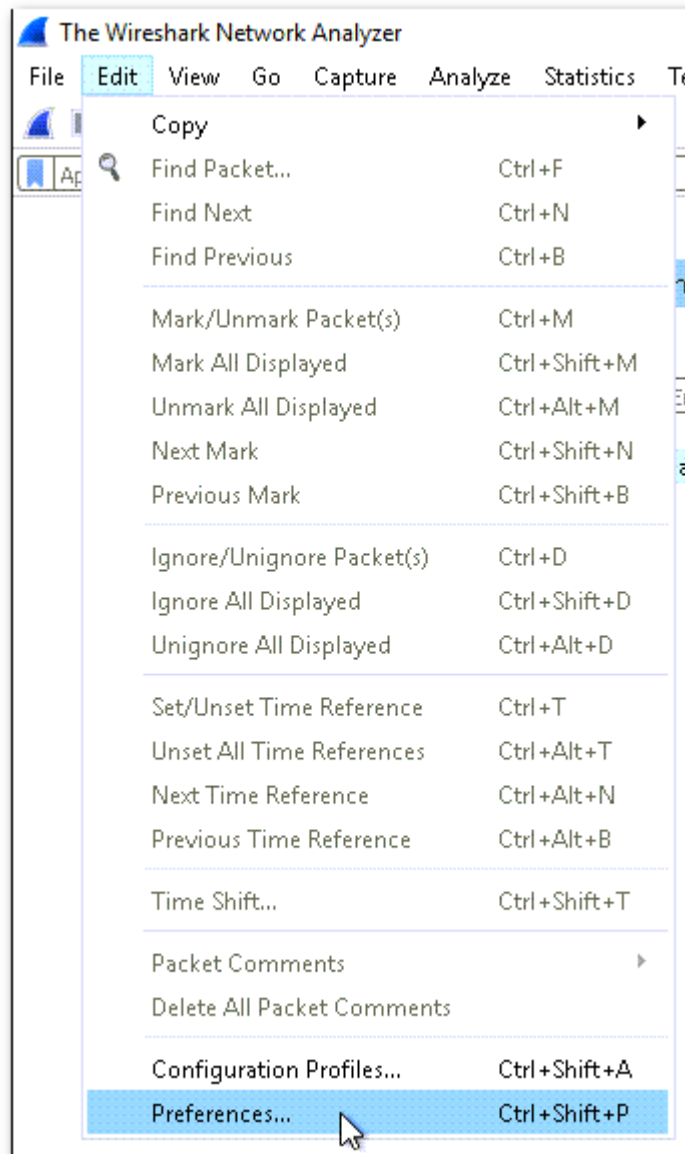 The Wireshark Network Analyzer
File Edit View Go Capture Analyze Statistics
Copy
Find Packet... Ctrl+F
Find Next Ctrl+N
Find Previous Ctrl+B
Mark/Unmark Packet(s) Ctrl+M
Mark All Displayed Ctrl+Shift+M
Unmark All Displayed Ctrl+Alt+M
Next Mark Ctrl+Shift+N
Previous Mark Ctrl+Shift+B
Ignore/Unignore Packet(s) Ctrl+D
Ignore All Displayed Ctrl+Shift+D
Unignore All Displayed Ctrl+Alt+D
Set/Unset Time Reference Ctrl+T
Unset All Time References Ctrl+Alt+T
Next Time Reference Ctrl+Alt+N
Previous Time Reference Ctrl+Alt+B
Time Shift... Ctrl+Shift+T
Packet Comments
Delete All Packet Comments
Configuration Profiles... Ctrl+Shift+A
Preferences... Ctrl+Shift+P